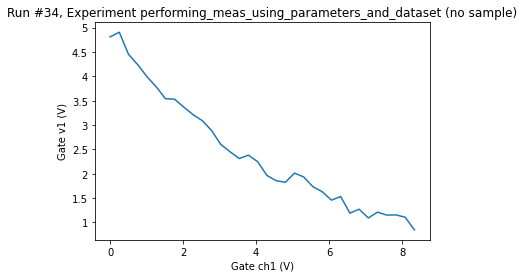 Run #34, Experiment performing_meas_using_parameters_and_dataset (no sample)
5
4.5
4
3.5
3
2.5
2
1.5
1
Gate v1 (V)
0 2 4 6 8
Gate ch1 (V)